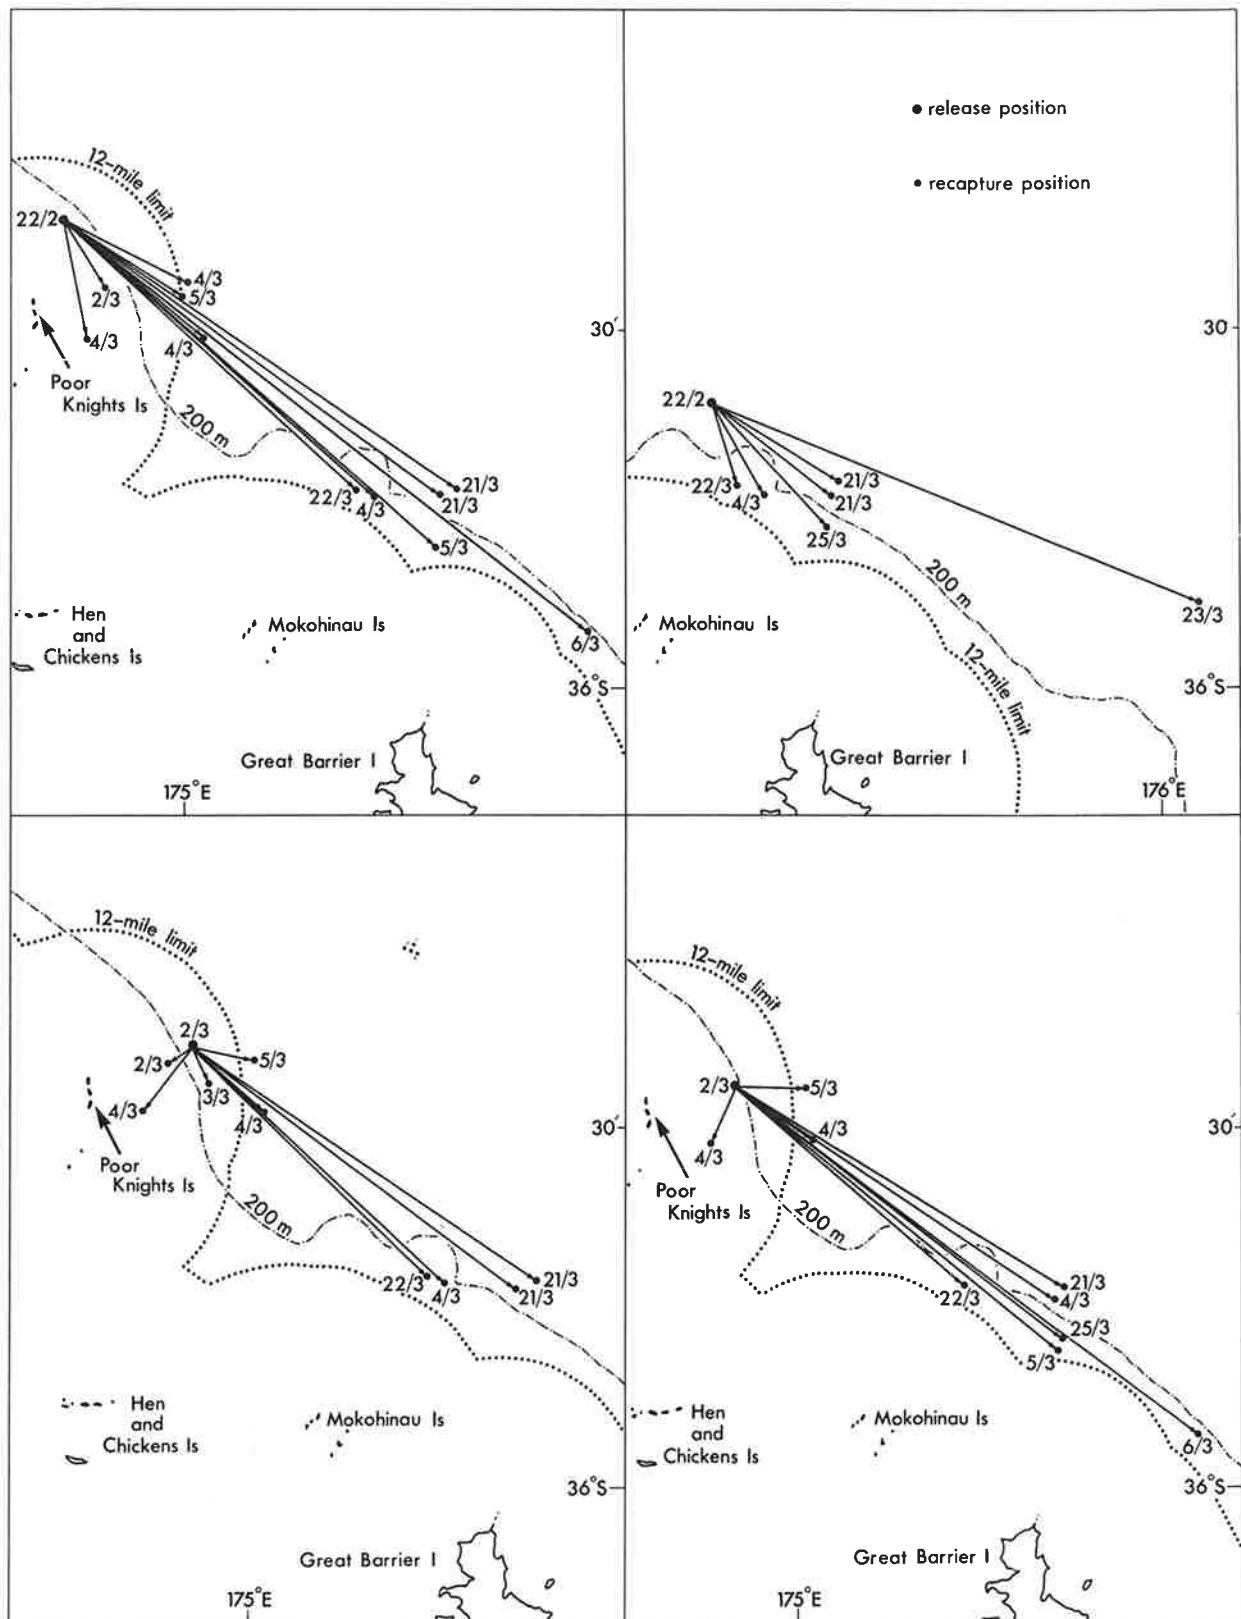 12-mile limit
22/2
4/3
2/3
5/3
4/3
4/3
30′
Poor
Knights Is
200 m
22/3
4/3
21/3
21/3
5/3
Hen
and
Chickens Is
Mokohinau Is
6/3
36°S
Great Barrier I
175°E
release position
recapture position
30′
22/2
22/3
4/3
21/3
21/3
25/3
200 m
23/3
Mokohinau Is
12-mile limit
36°S
Great Barrier I
176°E
12-mile limit
2/3
2/3
5/3
3/3
4/3
4/3
30′
Poor
Knights Is
200 m
22/3
4/3
21/3
21/3
Hen
and
Chickens Is
Mokohinau Is
36°S
Great Barrier I
175°E
12-mile limit
2/3
5/3
4/3
4/3
30′
Poor
Knights Is
200 m
22/3
21/3
4/3
25/3
5/3
Hen
and
Chickens Is
Mokohinau Is
6/3
36°S
Great Barrier I
175°E